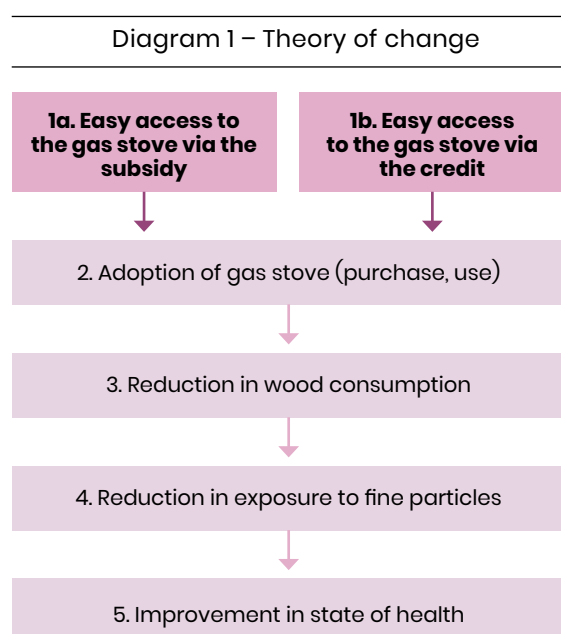 Diagram 1 – Theory of change
1a. Easy access to
the gas stove via the
subsidy
1b. Easy access
to the gas stove via
the credit
2. Adoption of gas stove (purchase, use)
3. Reduction in wood consumption
4. Reduction in exposure to fine particles
5. Improvement in state of health